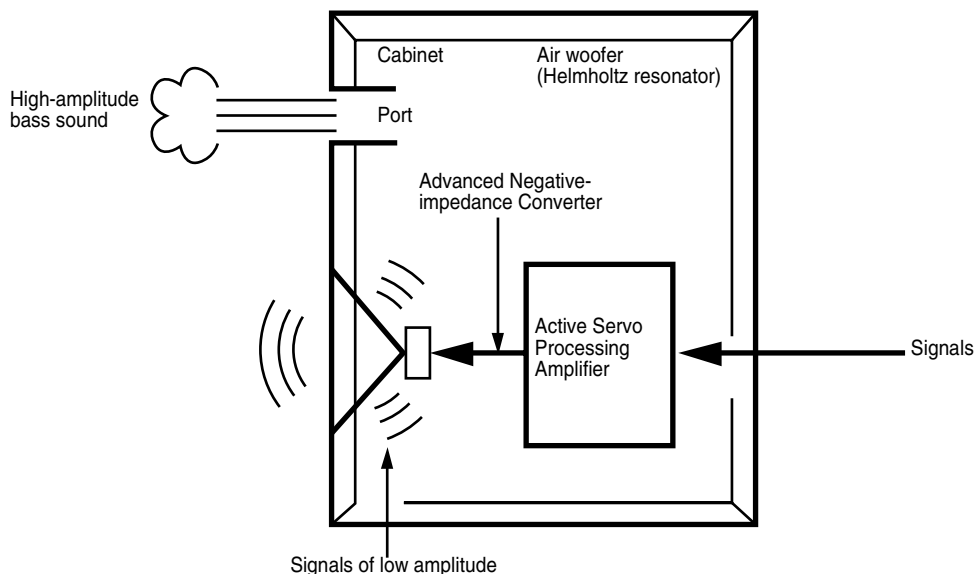 Cabinet
Air woofer
(Helmholtz resonator)
High-amplitude
bass sound
Port
Advanced Negative-
impedance Converter
Active Servo
Processing
Amplifier
Signals
Signals of low amplitude